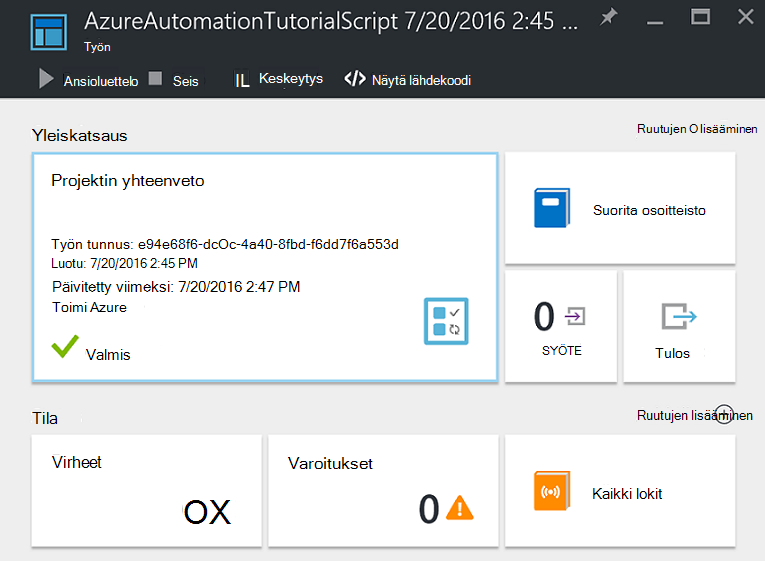 AzureAutomationTutorialScript 7/20/2016 2:45 ...
Työn
Ansioluettelo Seis IL Keskeytys </> Näytä lähdekoodi
Yleiskatsaus
Ruutujen O lisääminen
Projektin yhteenveto
Työn tunnus: e94e68f6-dcOc-4a40-8fbd-f6dd7f6a553d
Luotu: 7/20/2016 2:45 PM
Päivitetty viimeksi: 7/20/2016 2:47 PM
Toimi Azure
Valmis
Suorita osoitteisto
0
SYÖTE
Tulos
Tila
Ruutujen lisääminen
Virheet
OX
Varoitukset
0
Kaikki lokit